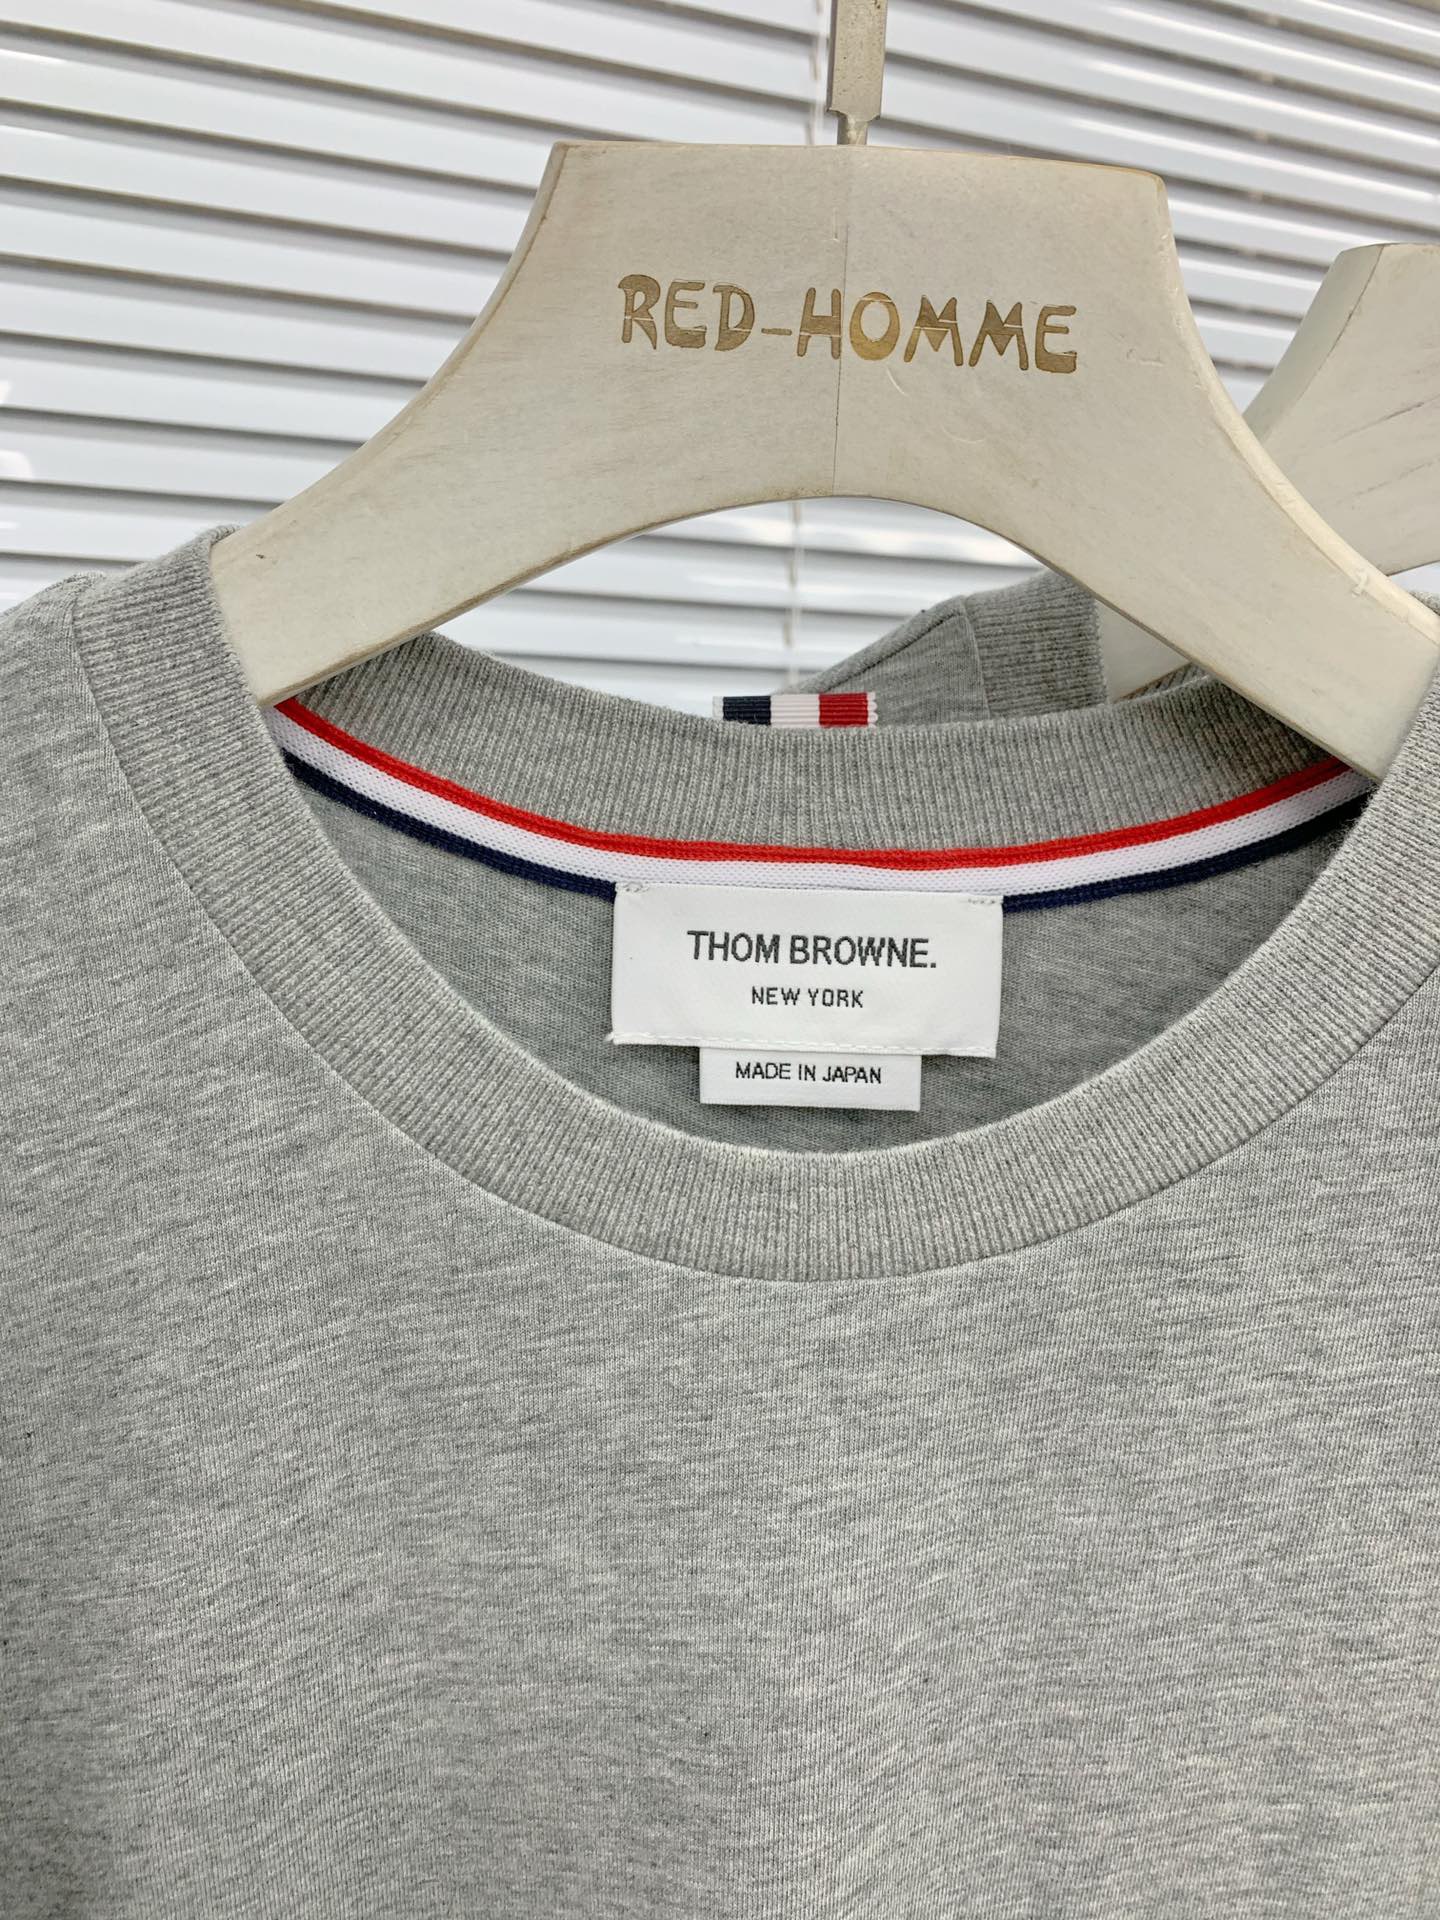 RED-HOMME
THOM BROWNE.
NEW YORK
MADE IN JAPAN